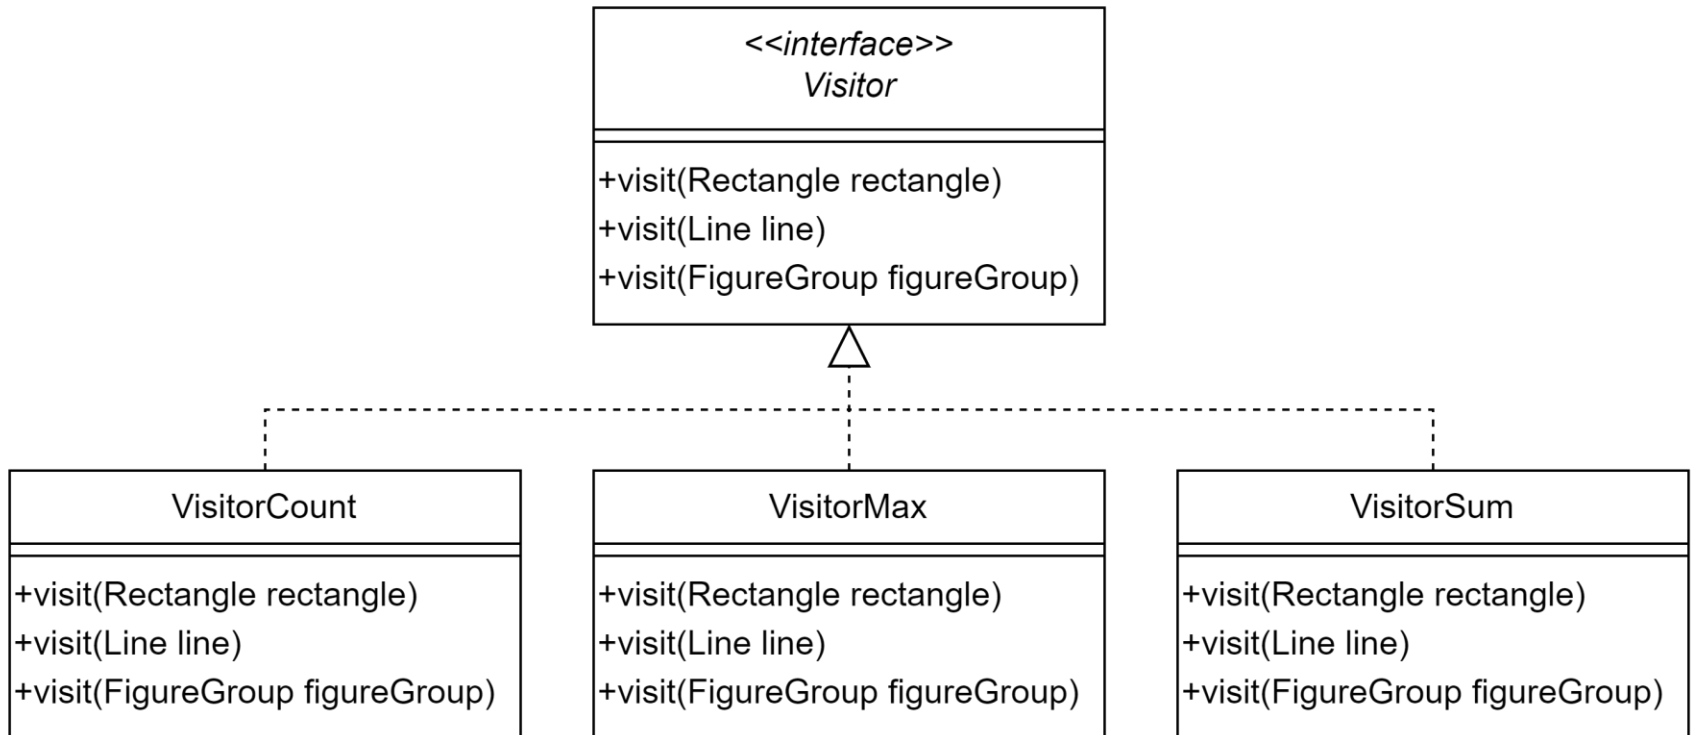 <<interface>>
Visitor
+visit(Rectangle rectangle)
+visit(Line line)
+visit(FigureGroup figureGroup)
VisitorCount
+visit(Rectangle rectangle)
+visit(Line line)
+visit(FigureGroup figureGroup)
VisitorMax
+visit(Rectangle rectangle)
+visit(Line line)
+visit(FigureGroup figureGroup)
VisitorSum
+visit(Rectangle rectangle)
+visit(Line line)
+visit(FigureGroup figureGroup)